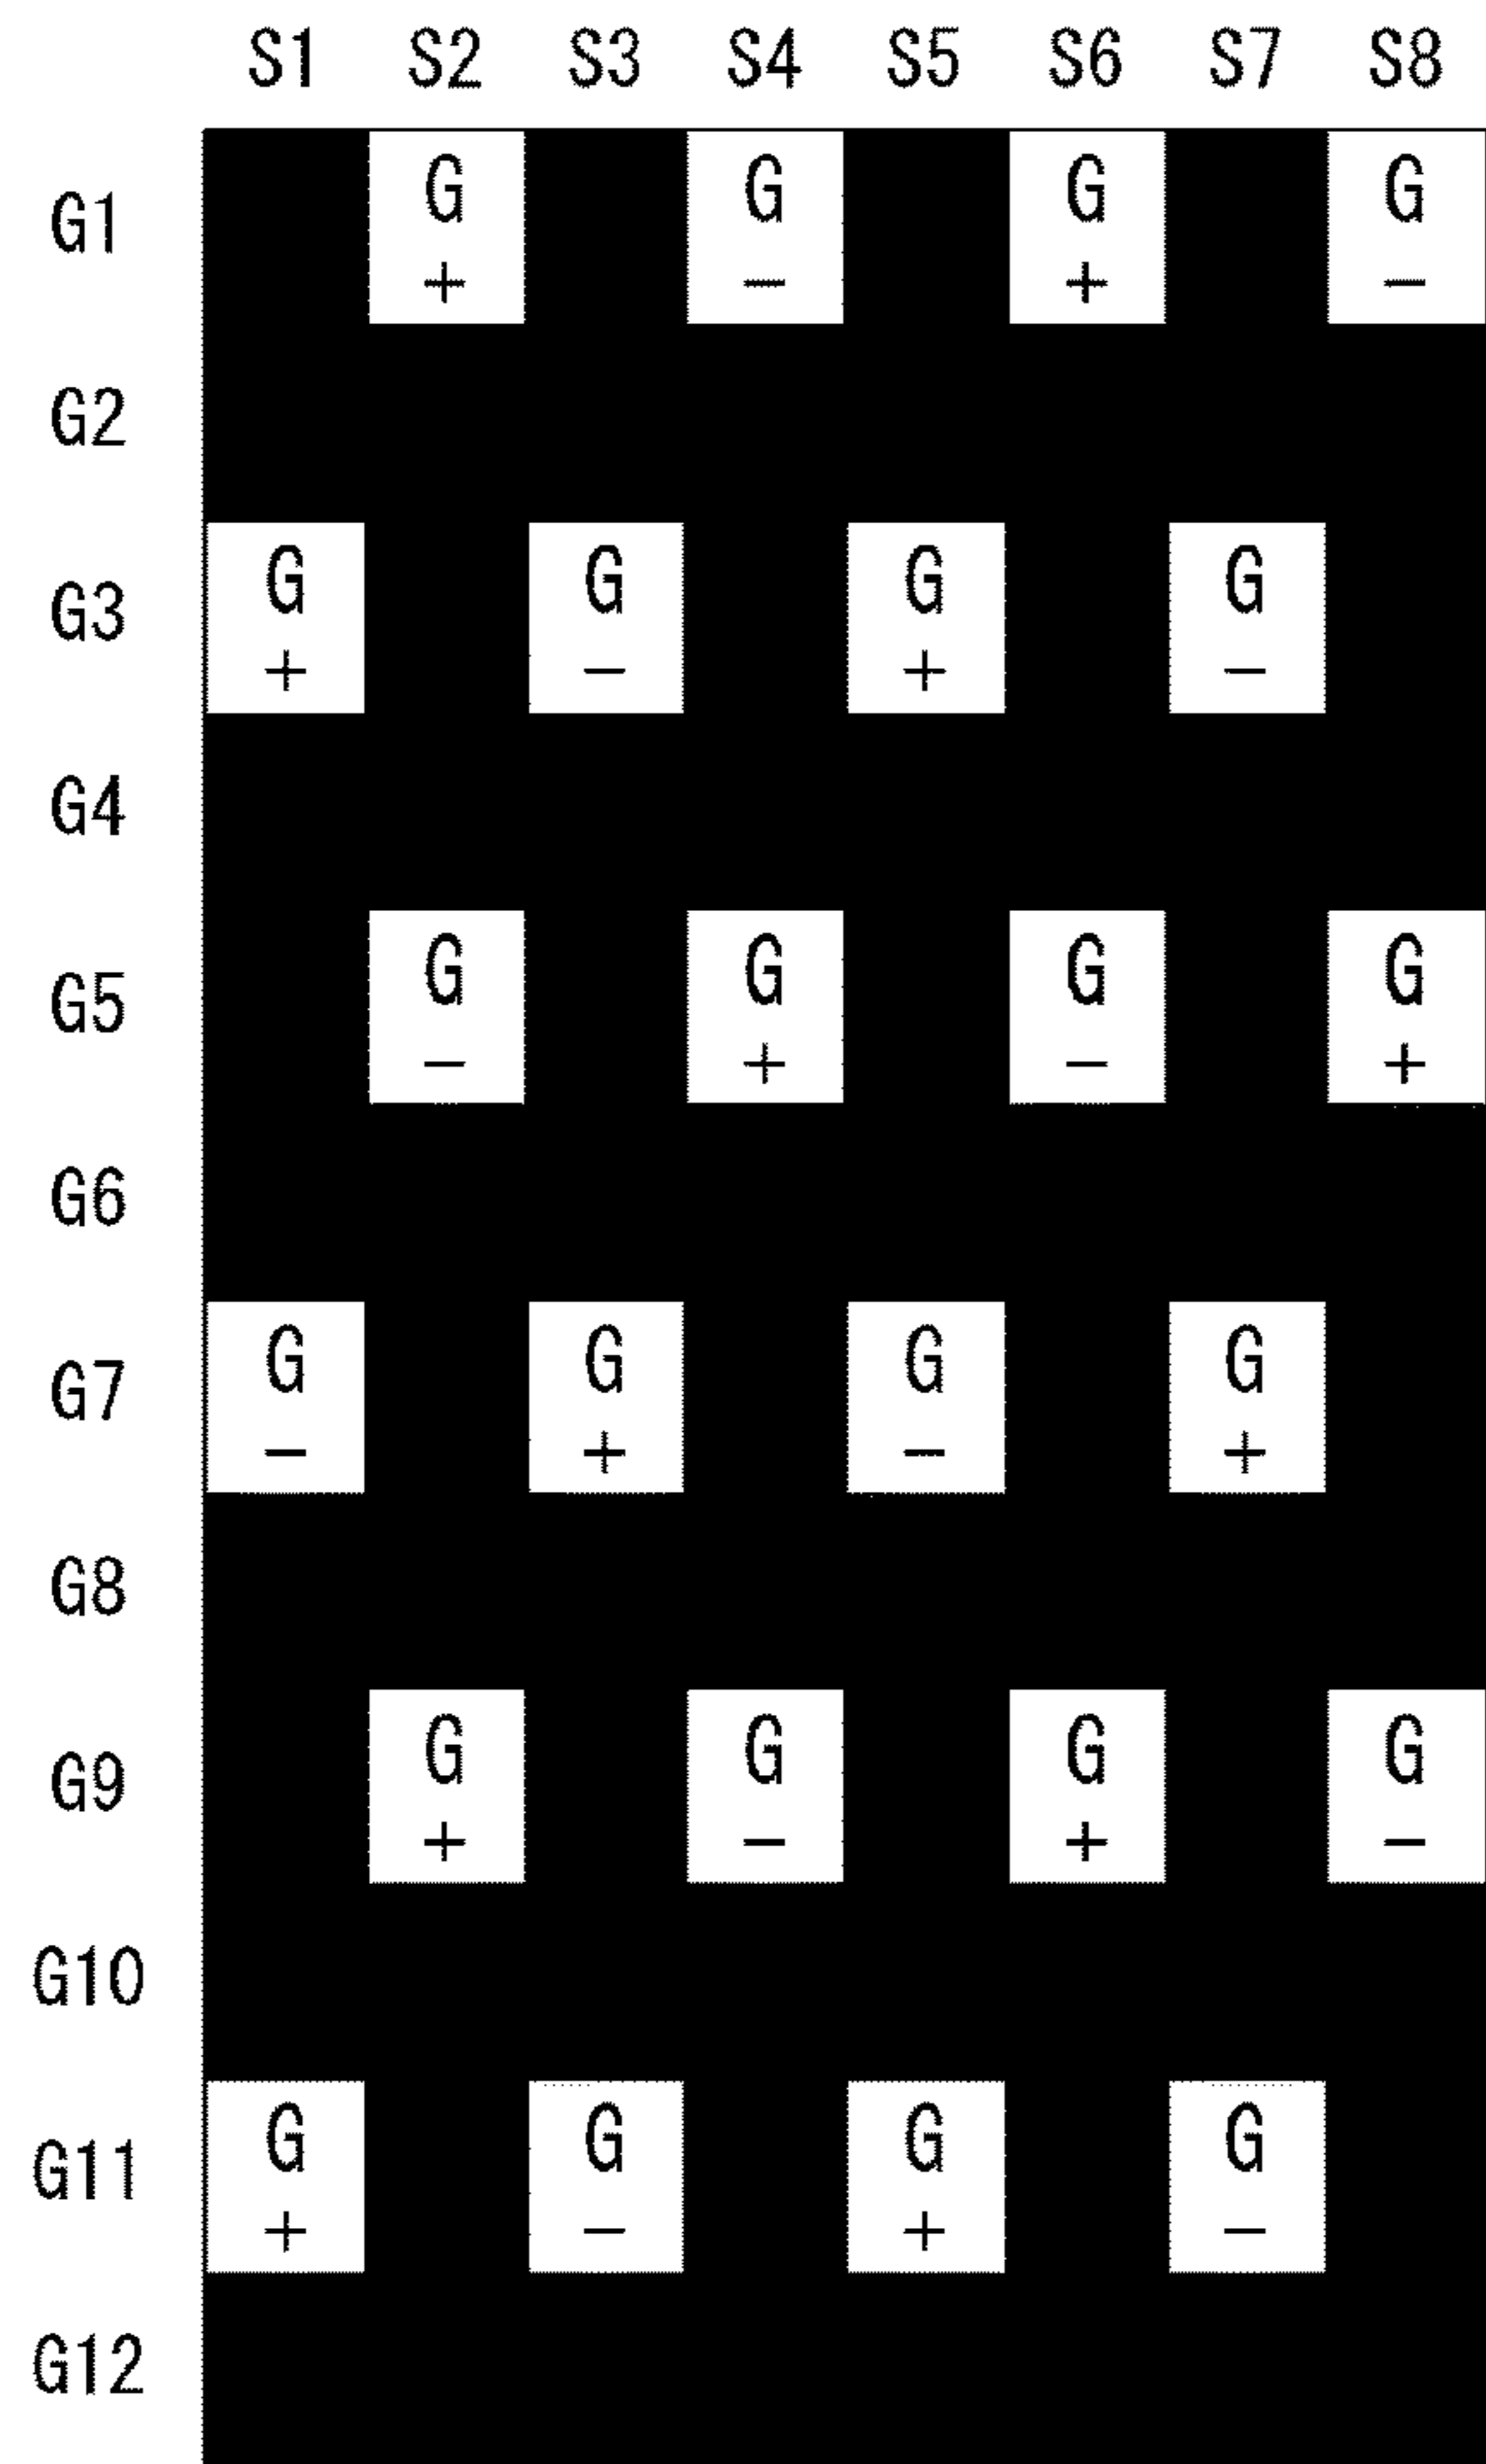 S1 S2 S3 S4 S5 S6 S7 S8
G1 G G G G
+ - + -
G2
G3 G G G G
+ - + -
G4
G5 G G G G
- + - +
G6
G7 G G G G
- + - +
G8
G9 G G G G
+ - + -
G10
G11 G G G G
+ - + -
G12